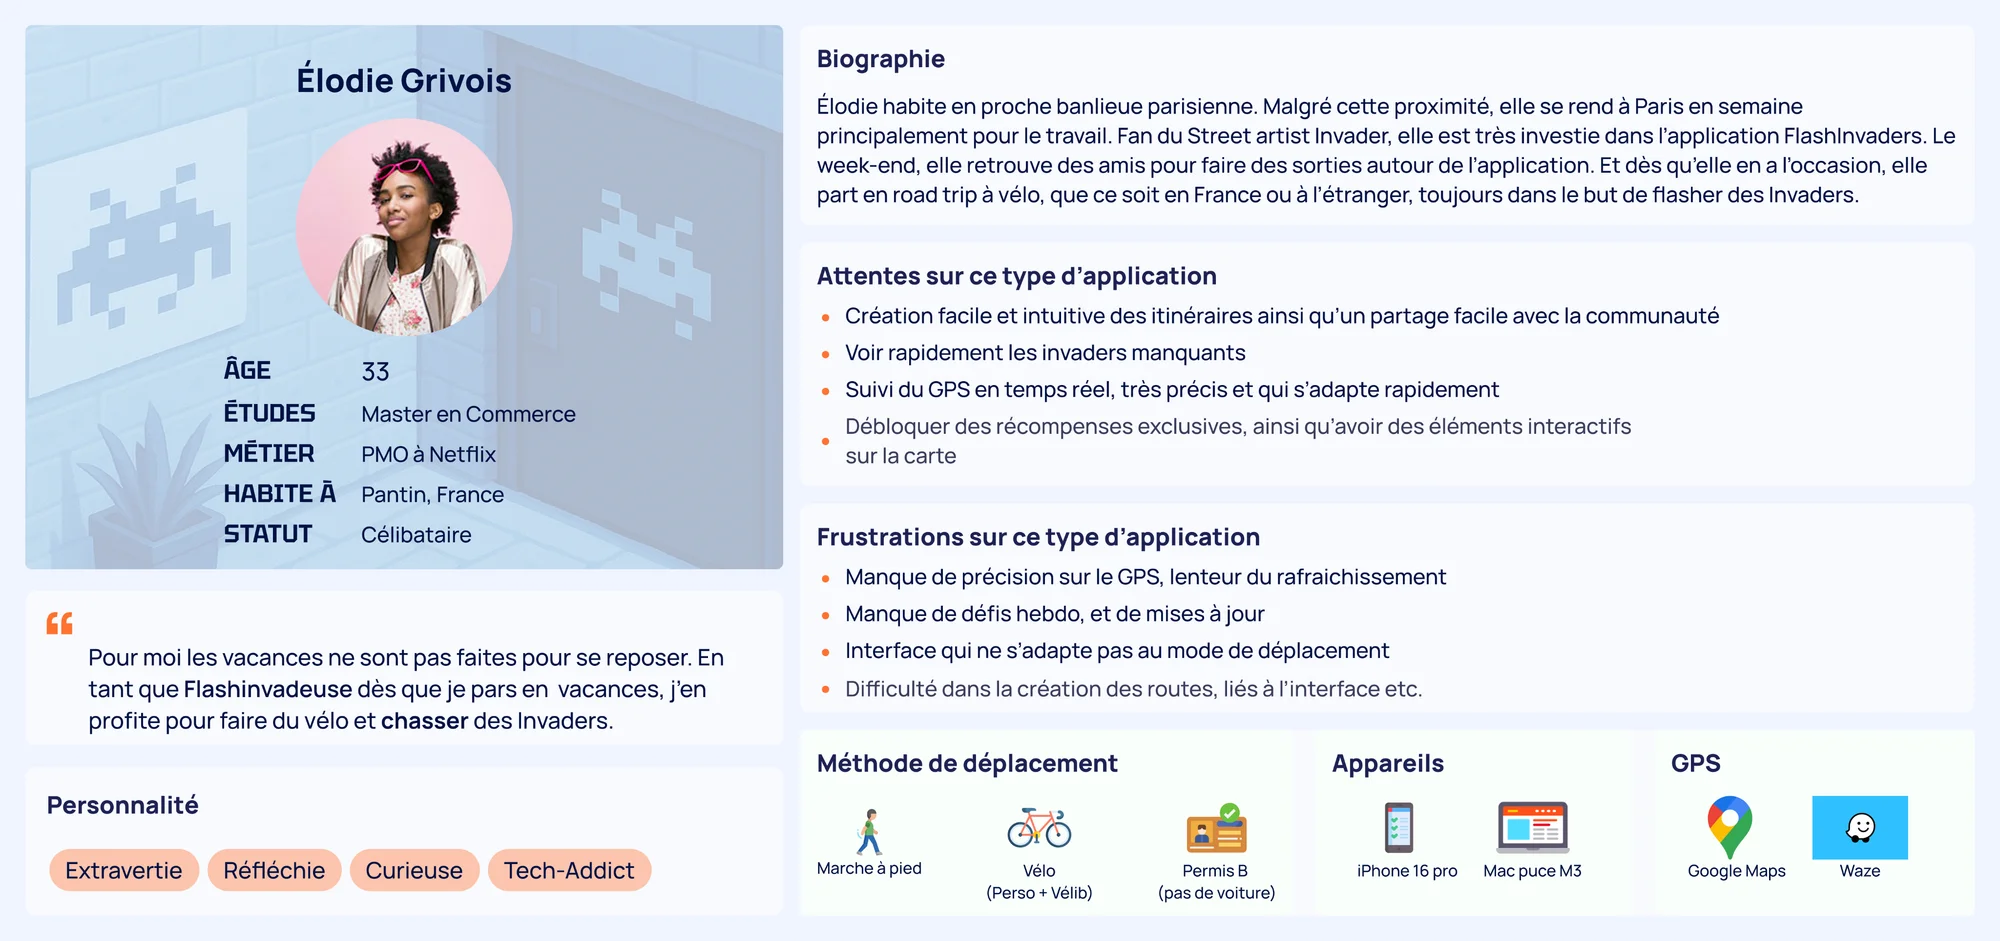 Élodie Grivois
ÂGE 33
ÉTUDES Master en Commerce
MÉTIER PMO à Netflix
HABITE À Pantin, France
STATUT Célibataire
“
Pour moi les vacances ne sont pas faites pour se reposer. En
tant que Flashinvadeuse dès que je pars en  vacances, j’en
profite pour faire du vélo et chasser des Invaders.
Personnalité
Extravertie Réfléchie Curieuse Tech-Addict
Biographie
Élodie habite en proche banlieue parisienne. Malgré cette proximité, elle se rend à Paris en semaine
principalement pour le travail. Fan du Street artist Invader, elle est très investie dans l’application FlashInvaders. Le
week-end, elle retrouve des amis pour faire des sorties autour de l’application. Et dès qu’elle en a l’occasion, elle
part en road trip à vélo, que ce soit en France ou à l’étranger, toujours dans le but de flasher des Invaders.
Attentes sur ce type d’application
• Création facile et intuitive des itinéraires ainsi qu’un partage facile avec la communauté
• Voir rapidement les invaders manquants
• Suivi du GPS en temps réel, très précis et qui s’adapte rapidement
• Débloquer des récompenses exclusives, ainsi qu’avoir des éléments interactifs
sur la carte
Frustrations sur ce type d’application
• Manque de précision sur le GPS, lenteur du rafraichissement
• Manque de défis hebdo, et de mises à jour
• Interface qui ne s’adapte pas au mode de déplacement
• Difficulté dans la création des routes, liés à l’interface etc.
Méthode de déplacement
Marche à pied
Vélo
(Perso + Vélib)
Permis B
(pas de voiture)
Appareils
iPhone 16 pro
Mac puce M3
GPS
Google Maps
Waze